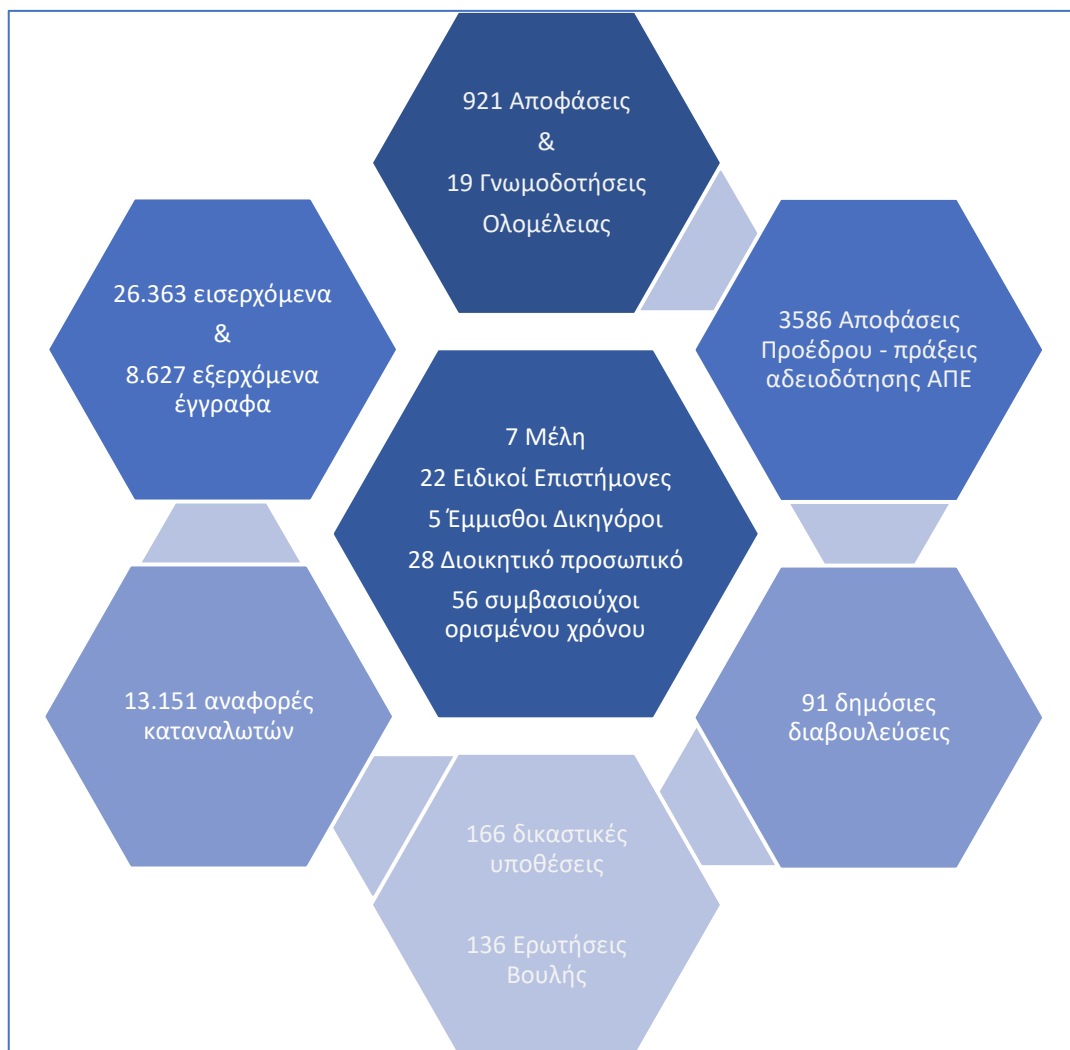 921 Αποφάσεις
&
19 Γνωμοδοτήσεις
Ολομέλειας
3586 Αποφάσεις
Προέδρου - πράξεις
αδειοδότησης ΑΠΕ
91 δημόσιες
διαβουλεύσεις
166 δικαστικές
υποθέσεις
136 Ερωτήσεις
Βουλής
13.151 αναφορές
καταναλωτών
26.363 εισερχόμενα
&
8.627 εξερχόμενα
έγγραφα
7 Μέλη
22 Ειδικοί Επιστήμονες
5 Έμμισθοι Δικηγόροι
28 Διοικητικό προσωπικό
56 συμβασιούχοι
ορισμένου χρόνου